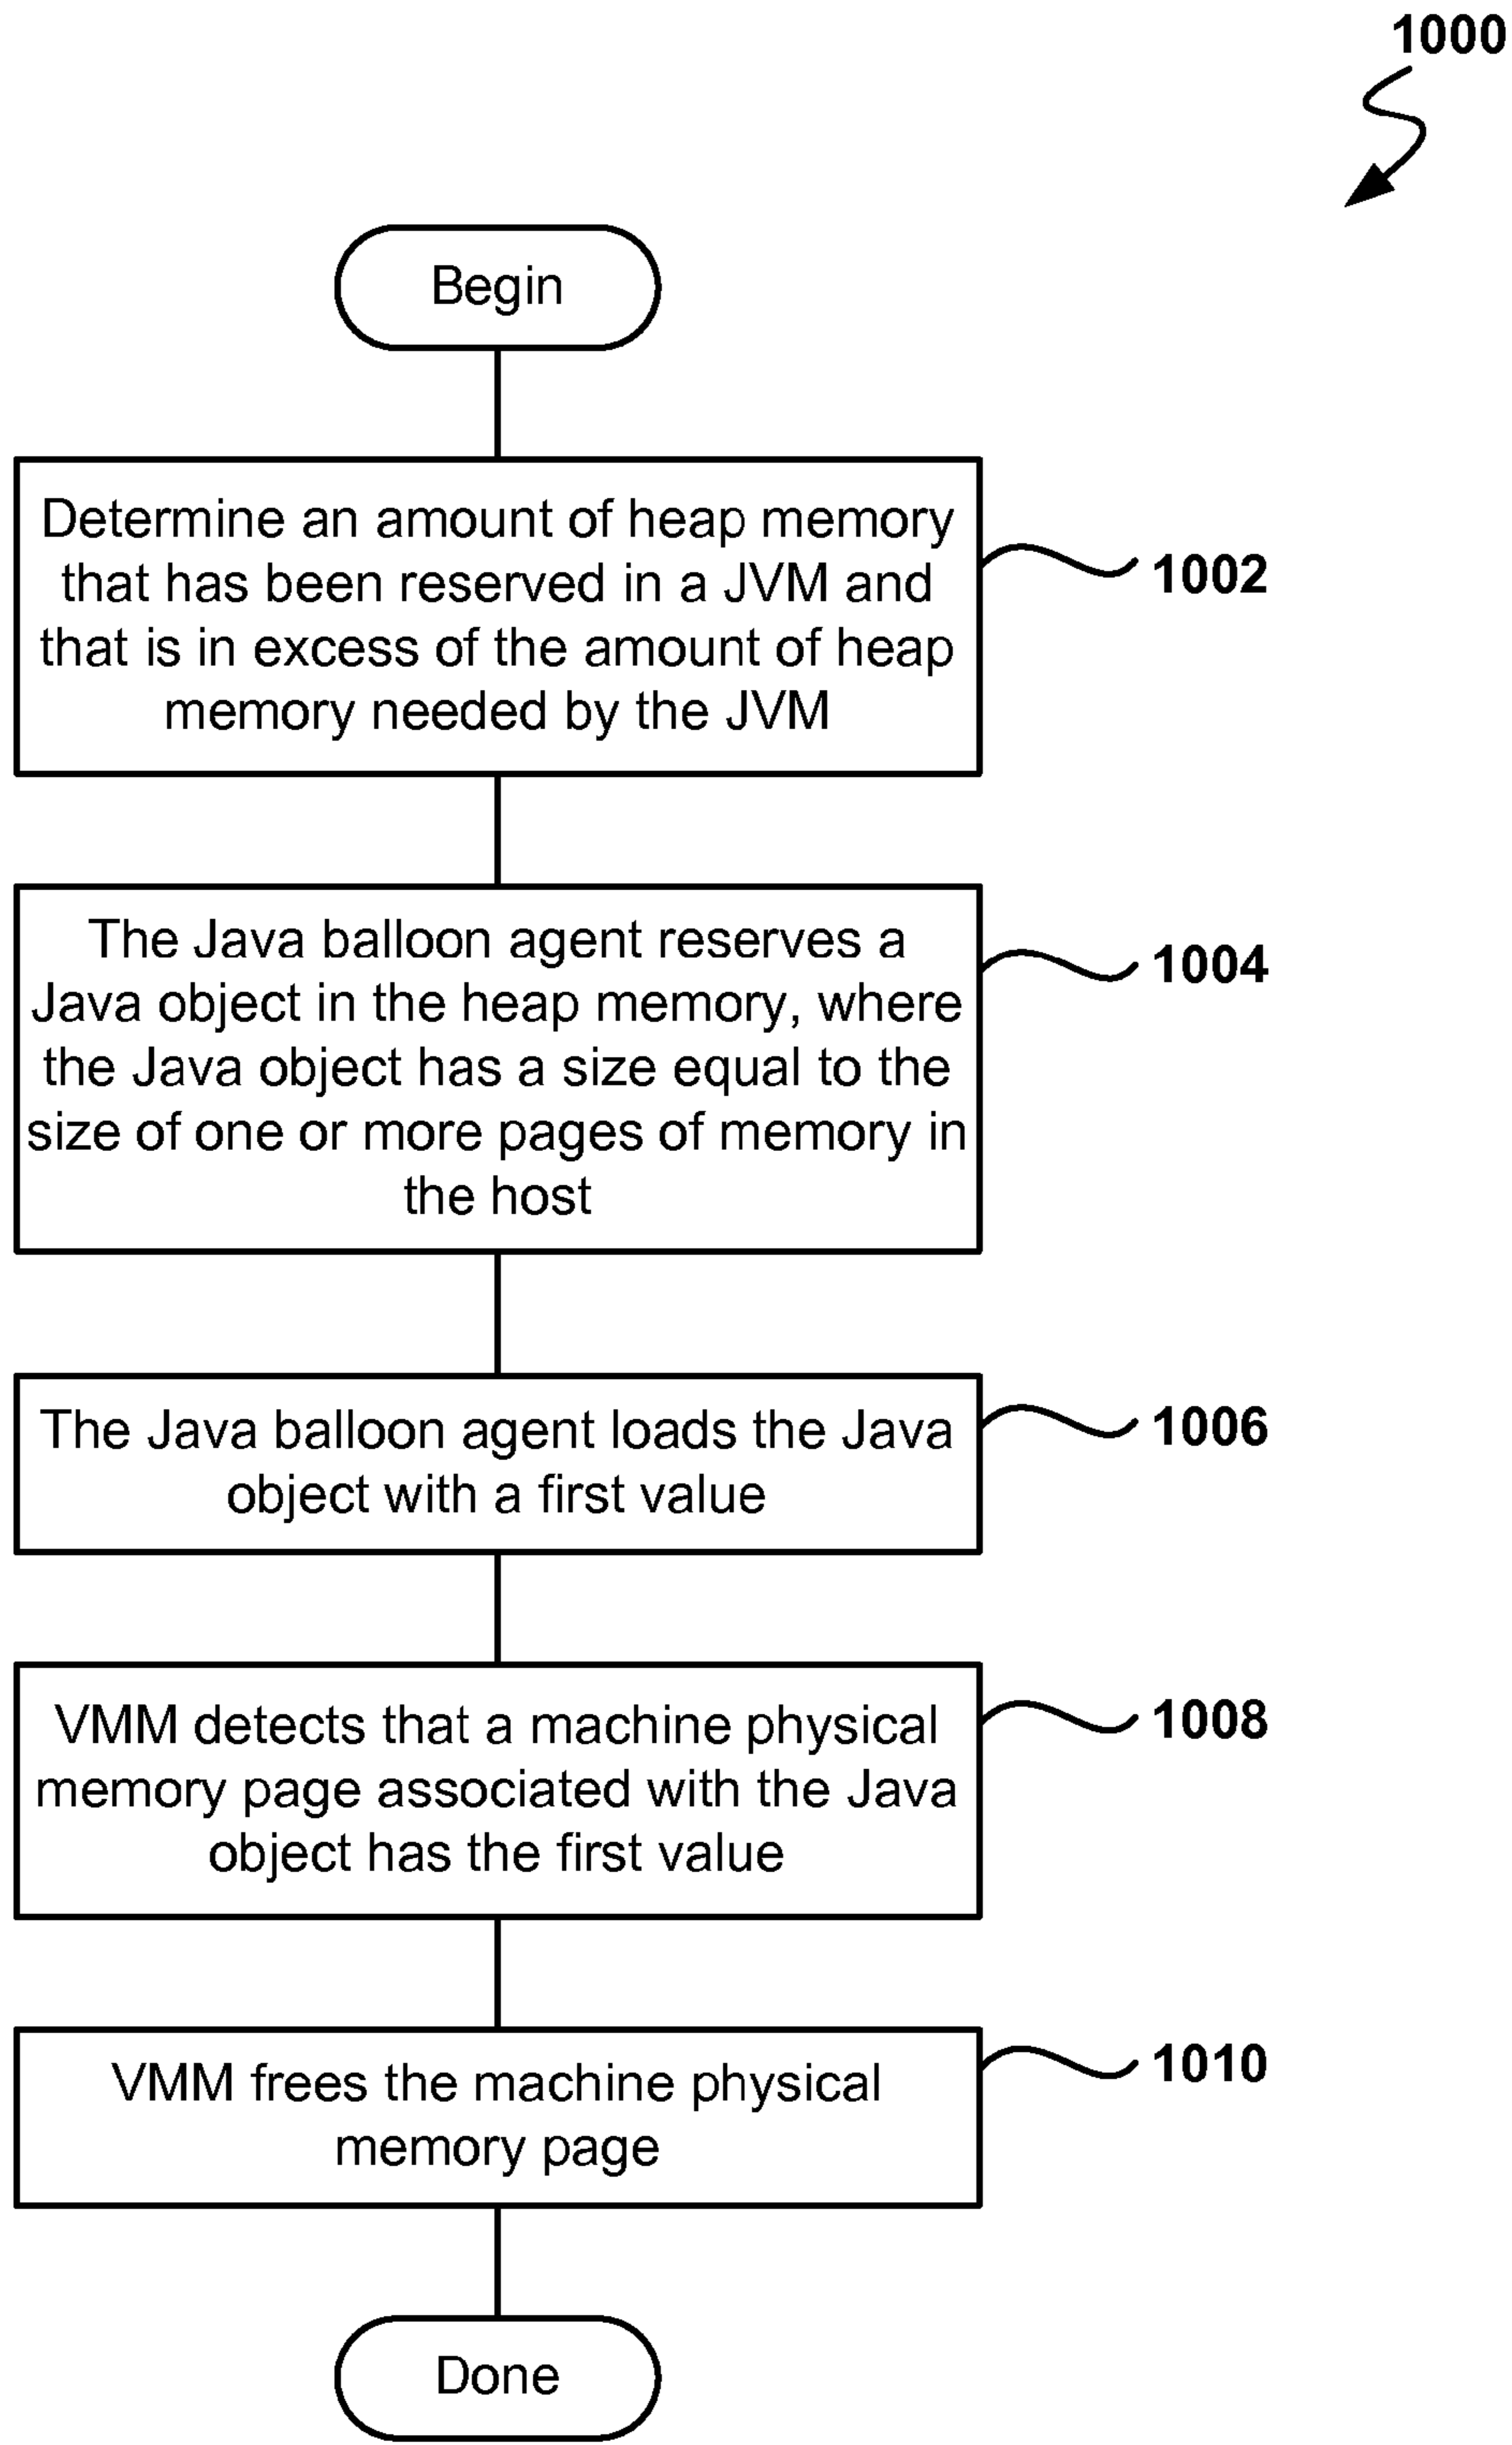 1000
Begin
Determine an amount of heap memory
that has been reserved in a JVM and
that is in excess of the amount of heap
memory needed by the JVM
1002
The Java balloon agent reserves a
Java object in the heap memory, where
the Java object has a size equal to the
size of one or more pages of memory in
the host
1004
The Java balloon agent loads the Java
object with a first value
1006
VMM detects that a machine physical
memory page associated with the Java
object has the first value
1008
VMM frees the machine physical
memory page
1010
Done